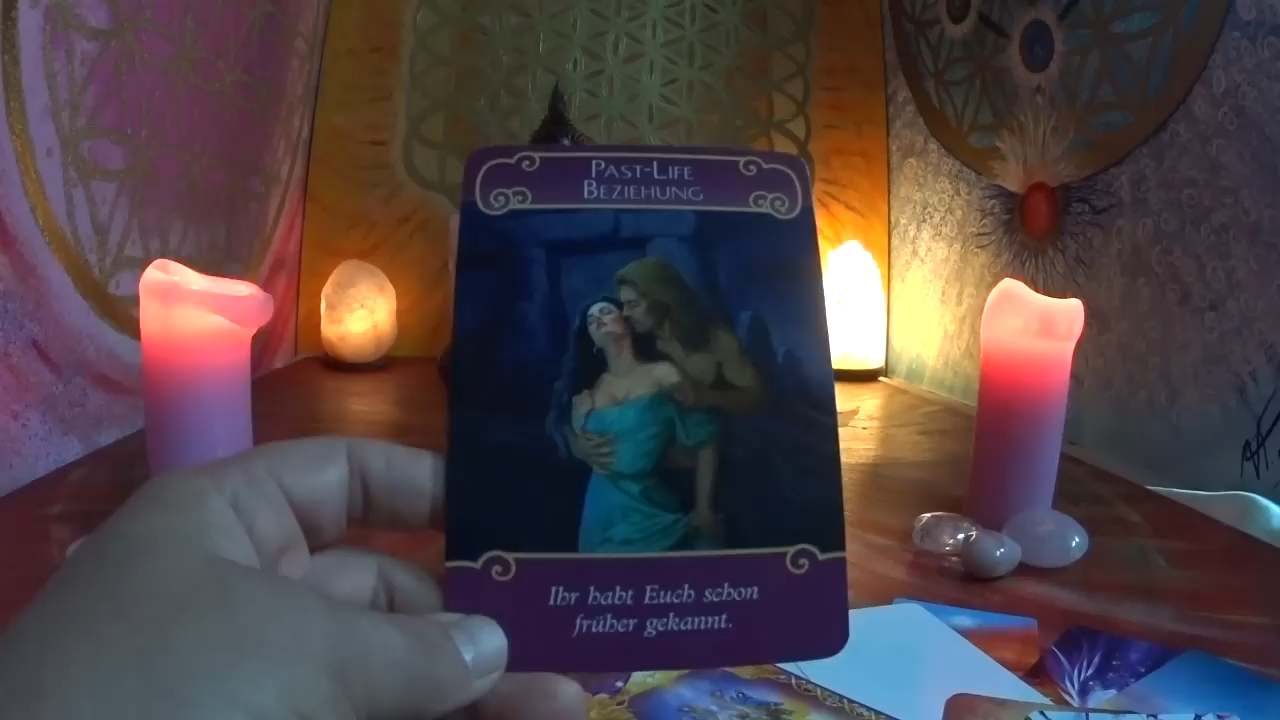 PAST-LIFE
BEZIEHUNG
Ihr habt Euch schon
früher gekannt.